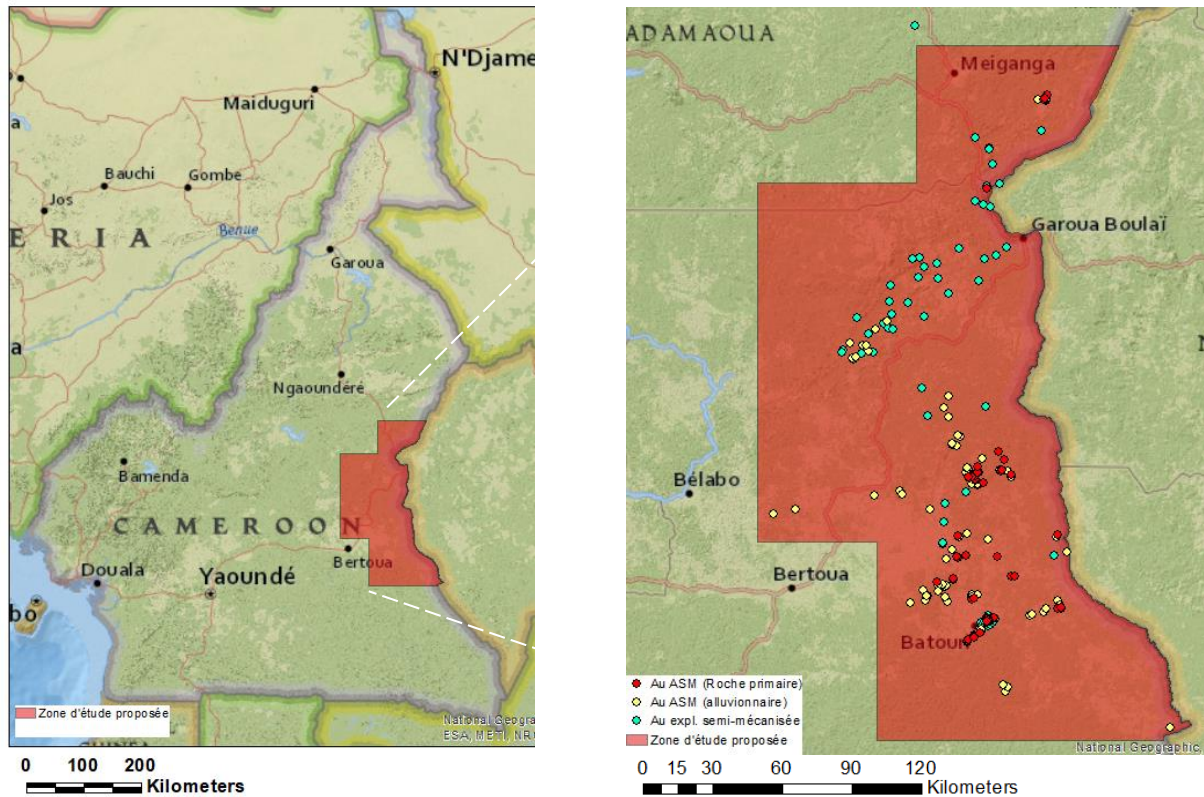 N'Djame
Maiduguri
a
Bauchi
Gombe
Jos
ERIA
Benue
Garoua
a
Ngaoundéré
Bamenda
CAMEROON
Bertoua
Douala
Yaoundé
bo
Zone d'étude proposée
National Geogra
ESA, METI, NR
0 100 200
Kilometers
ADAMAOUA
Meiganga
Garoua Boulaï
N
Bélabo
Bertoua
Batouri
Au ASM (Roche primaire)
Au ASM (alluvionnaire)
Au expl. semi-mécanisée
Zone d'étude proposée
National Geographic,
0 15 30 60 90 120
Kilometers